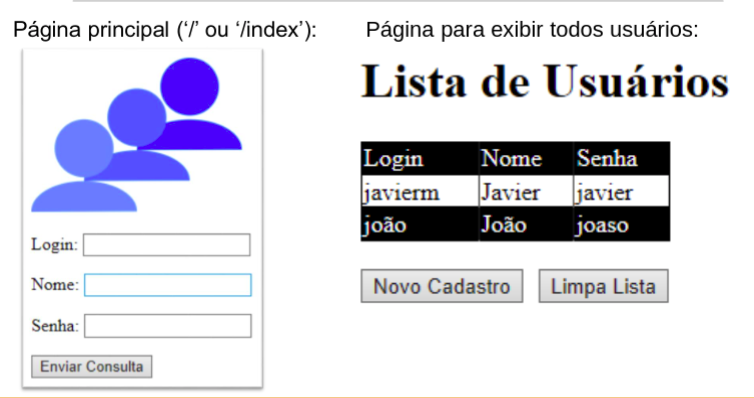 Página principal (‘/’ ou ‘/index’):
Login:
Nome:
Senha:
Enviar Consulta
Página para exibir todos usuários:
Lista de Usuários
Login Nome Senha
javierm Javier javier
joão João joaso
Novo Cadastro Limpa Lista